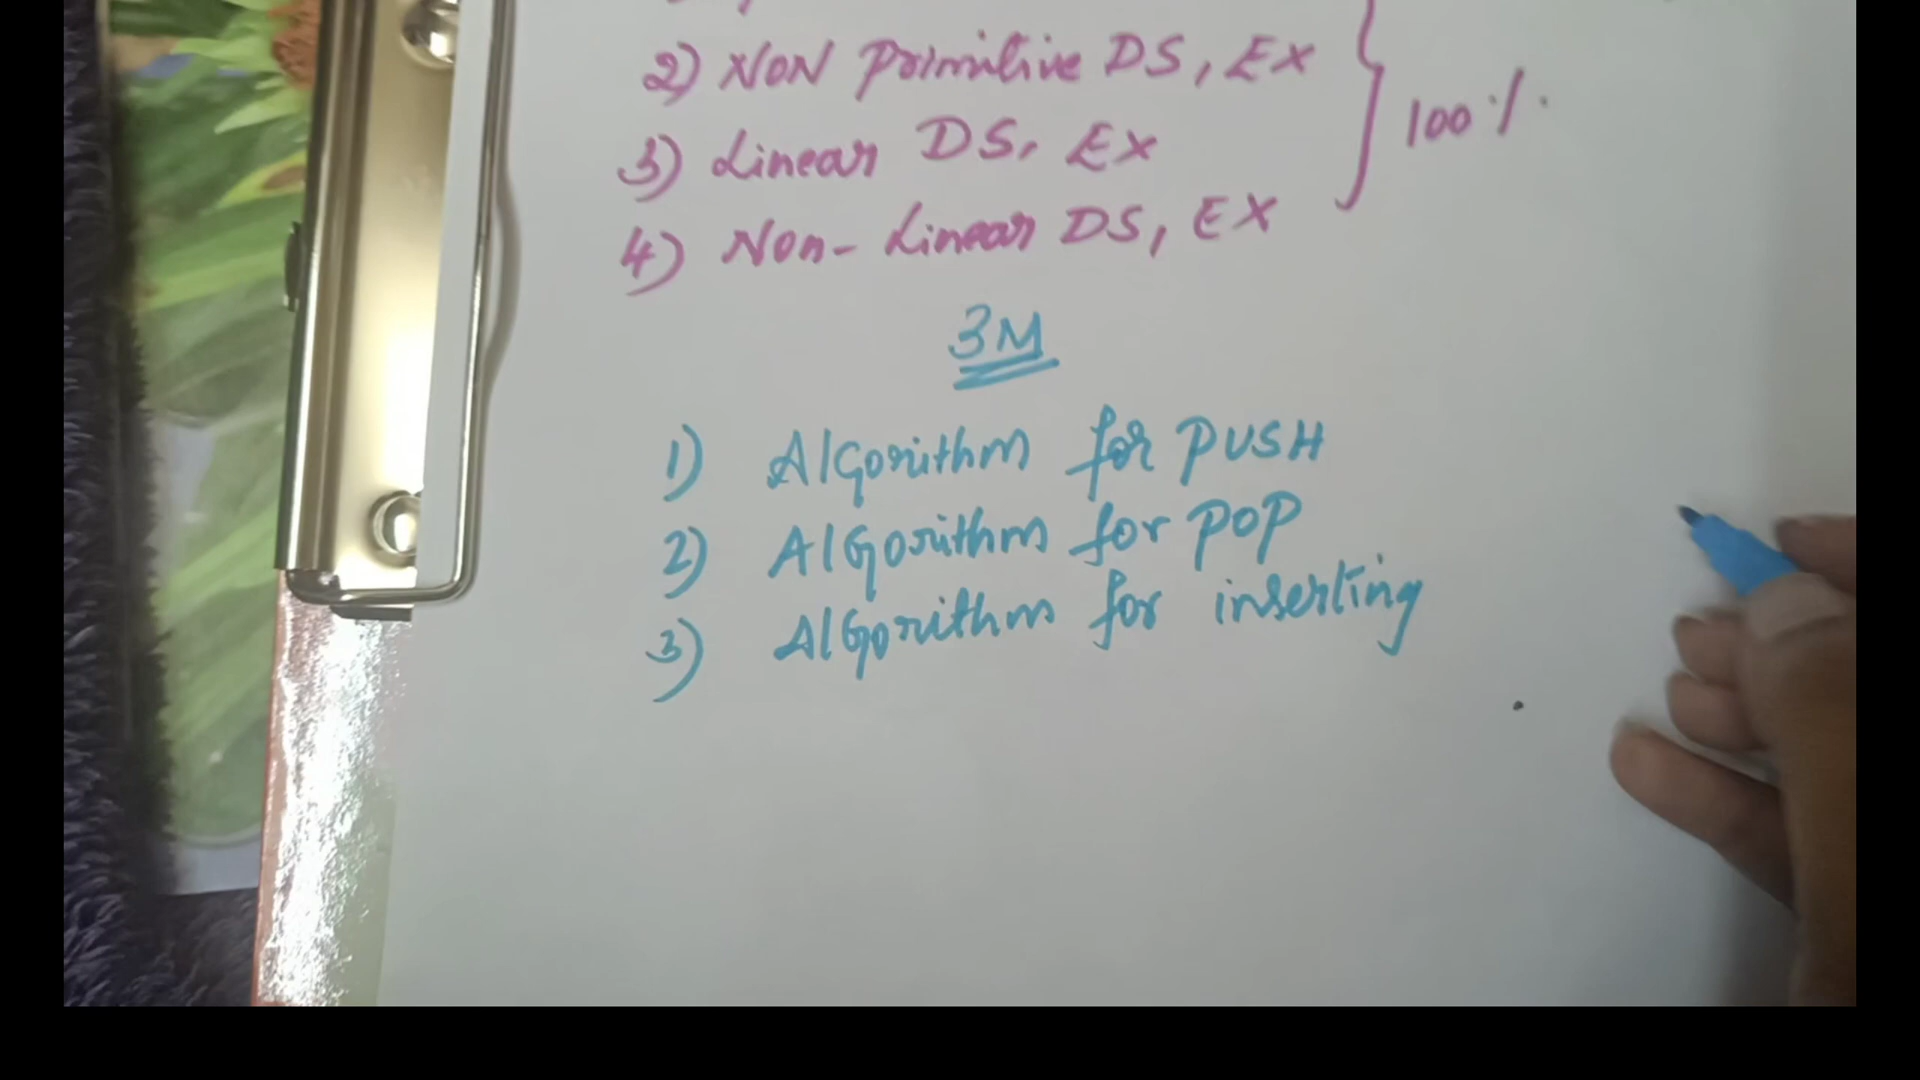 2) NON Primitive DS, EX
3) Linear DS, EX
4) Non-Linear DS, EX
100%.
3M
1) Algorithm for PUSH
2) AlGorithm for POP
3) AlGorithm for inserting